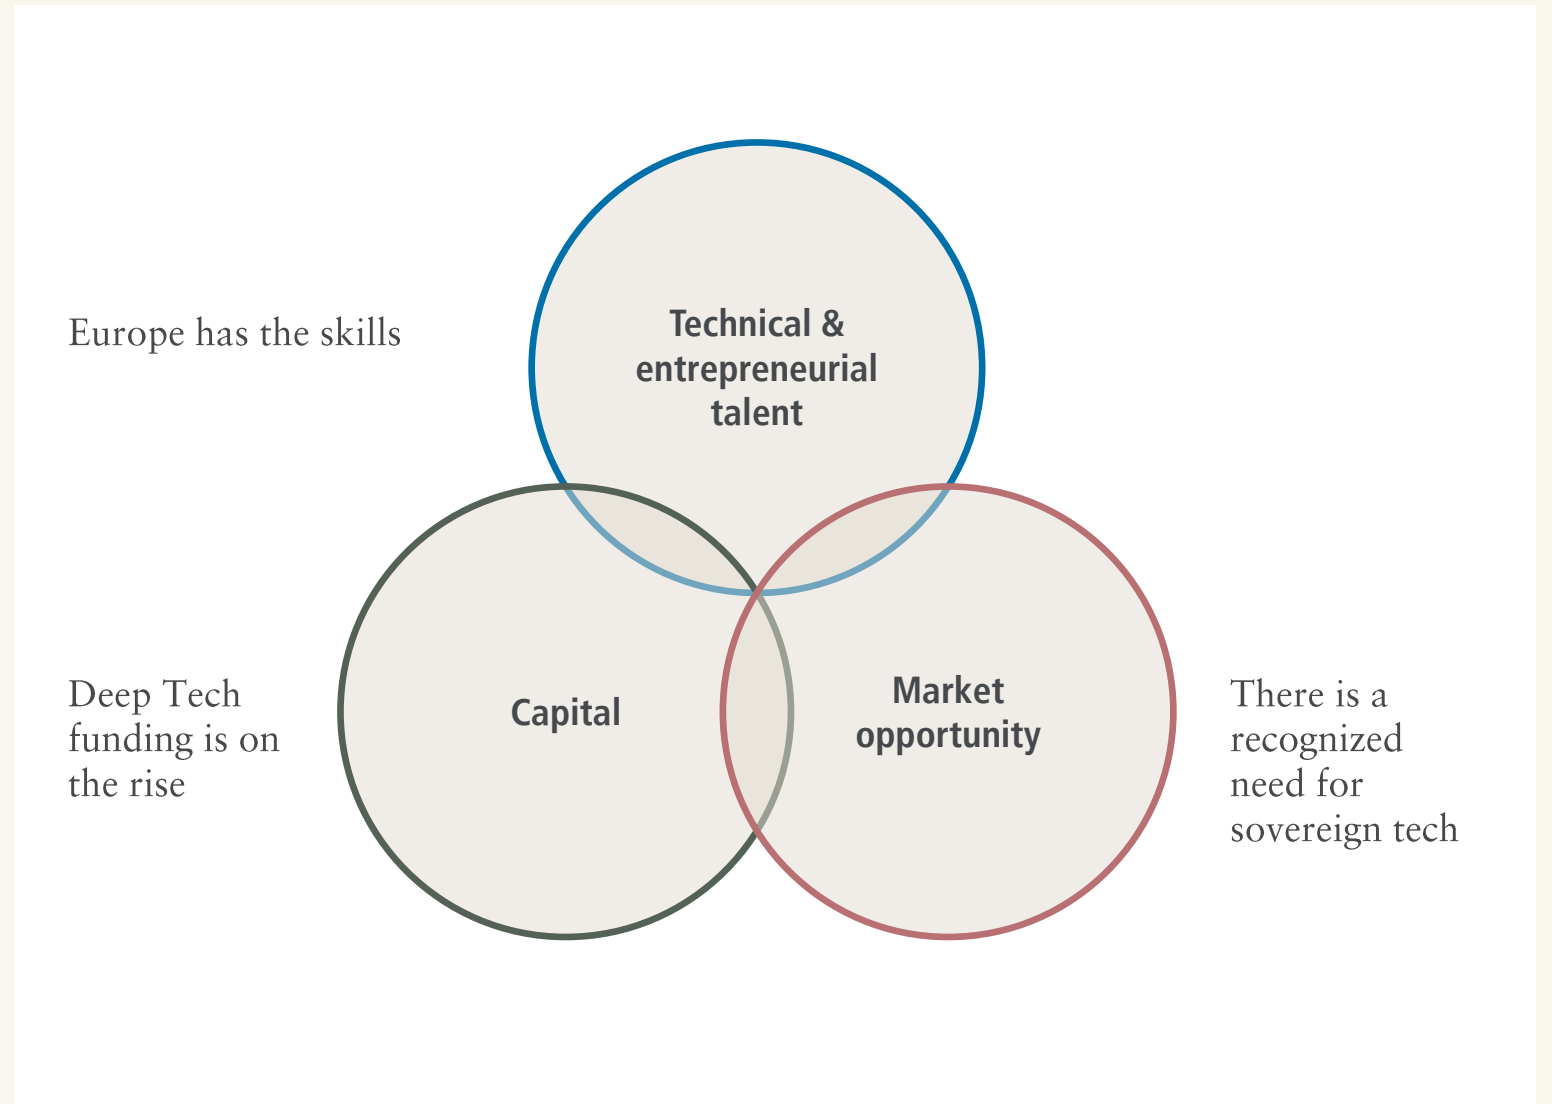 Technical &
entrepreneurial
talent
Europe has the skills
Capital
Deep Tech
funding is on
the rise
Market
opportunity
There is a
recognized
need for
sovereign tech